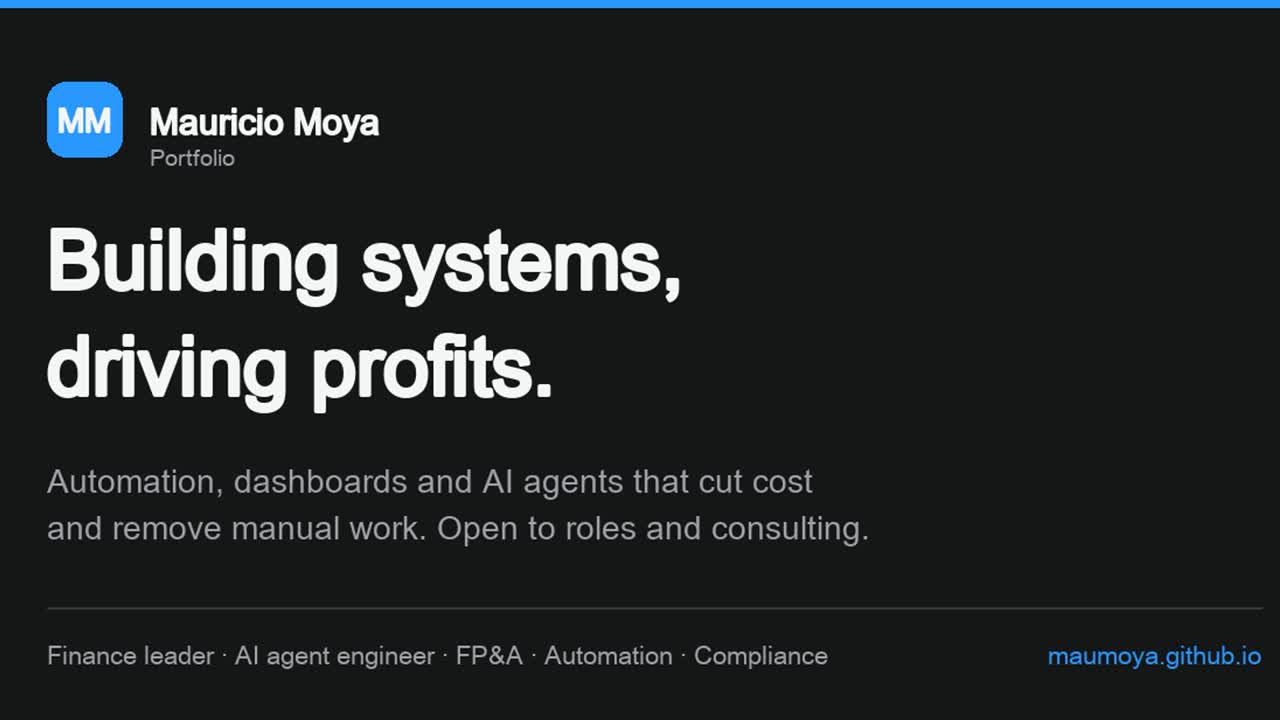 MM
Mauricio Moya
Portfolio
Building systems,
driving profits.
Automation, dashboards and AI agents that cut cost
and remove manual work. Open to roles and consulting.
Finance leader · AI agent engineer · FP&A · Automation · Compliance
maumoya.github.io